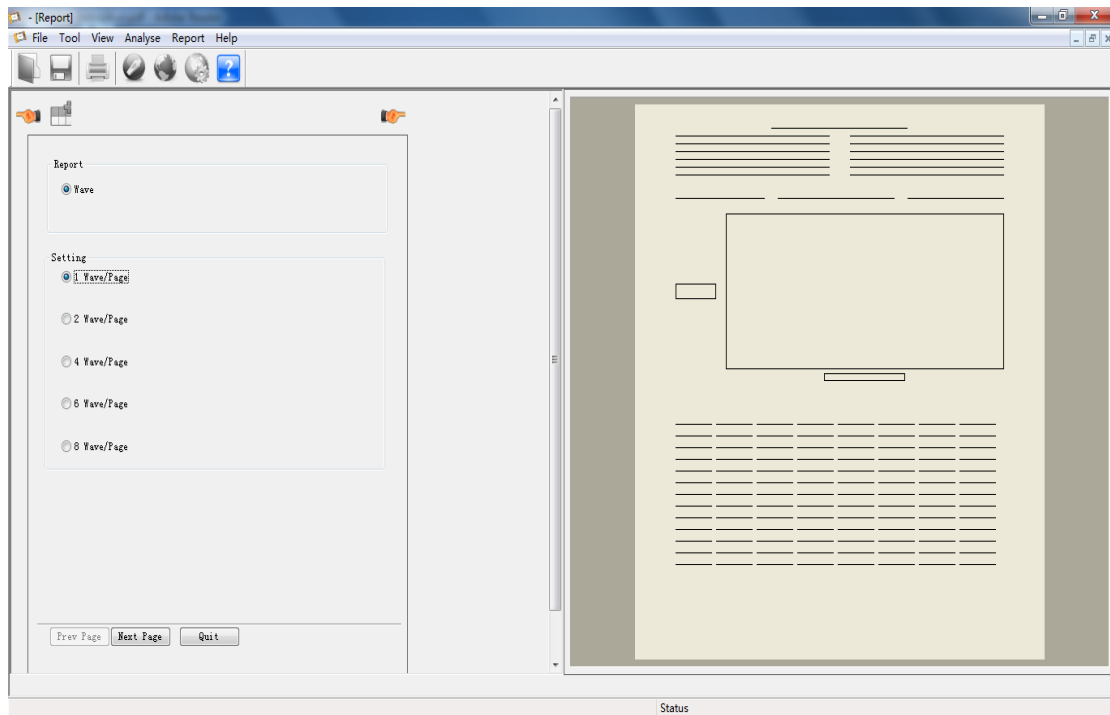 - [Report]
File Tool View Analyse Report Help
Report
Wave
Setting
1 Wave/Page
2 Wave/Page
4 Wave/Page
6 Wave/Page
8 Wave/Page
Prev Page Next Page Quit
Status